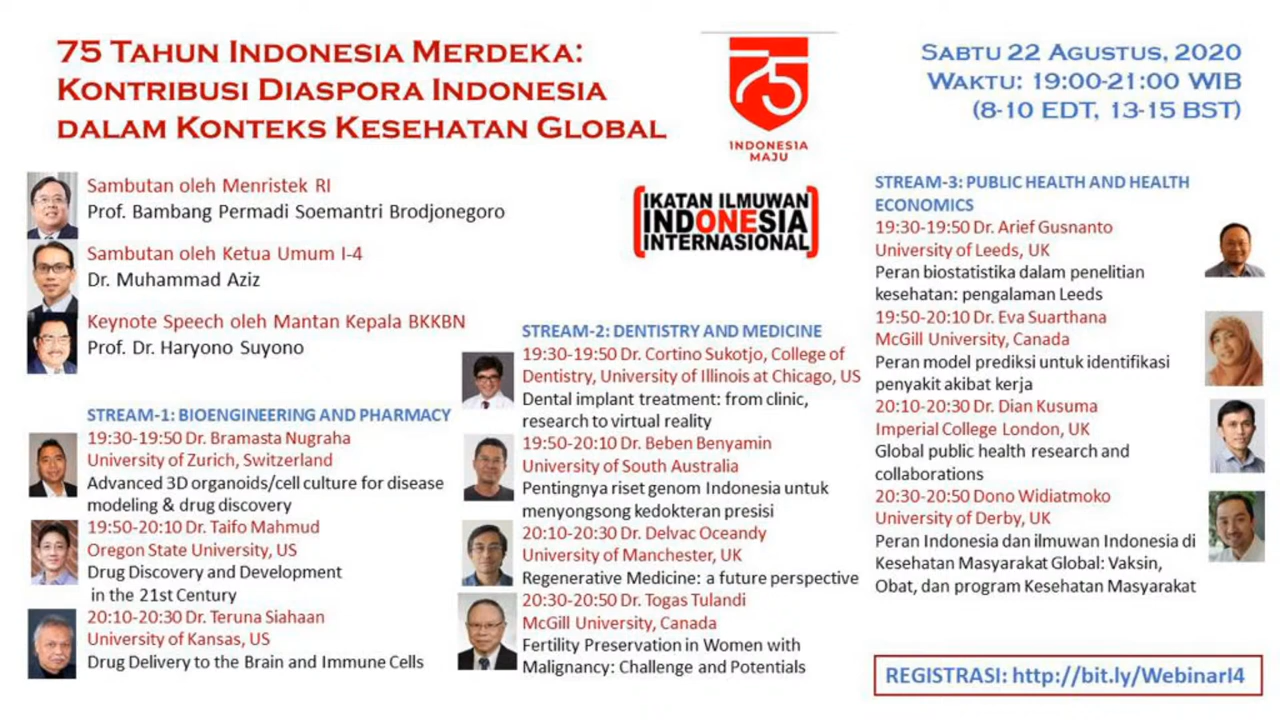 75 TAHUN INDONESIA MERDEKA:
KONTRIBUSI DIASPORA INDONESIA
DALAM KONTEKS KESEHATAN GLOBAL
75
INDONESIA
MAJU
SABTU 22 AGUSTUS, 2020
WAKTU: 19:00-21:00 WIB
(8-10 EDT, 13-15 BST)
Sambutan oleh Menristek RI
Prof. Bambang Permadi Soemantri Brodjonegoro
Sambutan oleh Ketua Umum I-4
Dr. Muhammad Aziz
Keynote Speech oleh Mantan Kepala BKKBN
Prof. Dr. Haryono Suyono
IKATAN ILMUWAN
INDONESIA
INTERNASIONAL
STREAM-1: BIOENGINEERING AND PHARMACY
19:30-19:50 Dr. Bramasta Nugraha
University of Zurich, Switzerland
Advanced 3D organoids/cell culture for disease
modeling & drug discovery
19:50-20:10 Dr. Taifo Mahmud
Oregon State University, US
Drug Discovery and Development
in the 21st Century
20:10-20:30 Dr. Teruna Siahaan
University of Kansas, US
Drug Delivery to the Brain and Immune Cells
STREAM-2: DENTISTRY AND MEDICINE
19:30-19:50 Dr. Cortino Sukotjo, College of
Dentistry, University of Illinois at Chicago, US
Dental implant treatment: from clinic,
research to virtual reality
19:50-20:10 Dr. Beben Benyamin
University of South Australia
Pentingnya riset genom Indonesia untuk
menyongsong kedokteran presisi
20:10-20:30 Dr. Delvac Oceandy
University of Manchester, UK
Regenerative Medicine: a future perspective
20:30-20:50 Dr. Togas Tulandi
McGill University, Canada
Fertility Preservation in Women with
Malignancy: Challenge and Potentials
STREAM-3: PUBLIC HEALTH AND HEALTH
ECONOMICS
19:30-19:50 Dr. Arief Gusnanto
University of Leeds, UK
Peran biostatistika dalam penelitian
kesehatan: pengalaman Leeds
19:50-20:10 Dr. Eva Suarthana
McGill University, Canada
Peran model prediksi untuk identifikasi
penyakit akibat kerja
20:10-20:30 Dr. Dian Kusuma
Imperial College London, UK
Global public health research and
collaborations
20:30-20:50 Dono Widiatmoko
University of Derby, UK
Peran Indonesia dan ilmuwan Indonesia di
Kesehatan Masyarakat Global: Vaksin,
Obat, dan program Kesehatan Masyarakat
REGISTRASI: http://bit.ly/WebinarI4